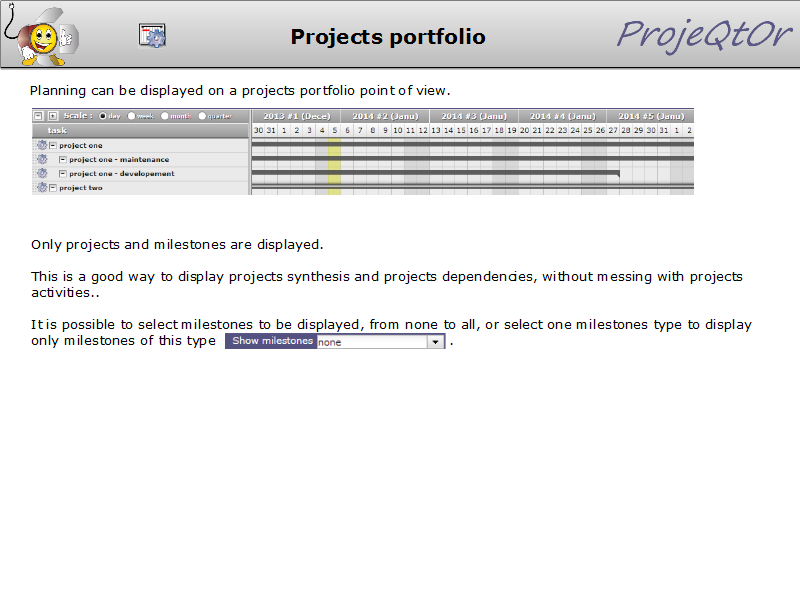 Projects portfolio
ProjeQtOr
Planning can be displayed on a projects portfolio point of view.
Scale : day week month quarter 2013 #1 (Dece) 2014 #2 (Janu) 2014 #3 (Janu) 2014 #4 (Janu) 2014 #5 (Janu)
task 30 31 1 2 3 4 5 6 7 8 9 10 11 12 13 14 15 16 17 18 19 20 21 22 23 24 25 26 27 28 29 30 31 1 2
project one
project one - maintenance
project one - developement
project two
Only projects and milestones are displayed.
This is a good way to display projects synthesis and projects dependencies, without messing with projects
activities..
It is possible to select milestones to be displayed, from none to all, or select one milestones type to display
only milestones of this type Show milestones none .